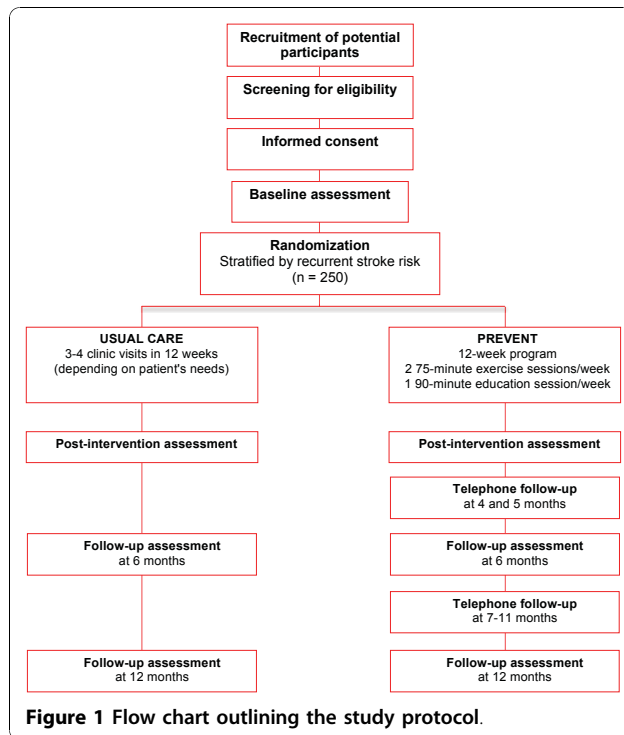 Recruitment of potential
participants
Screening for eligibility
Informed consent
Baseline assessment
Randomization
Stratified by recurrent stroke risk
(n = 250)
USUAL CARE
3-4 clinic visits in 12 weeks
(depending on patient's needs)
PREVENT
12-week program
2 75-minute exercise sessions/week
1 90-minute education session/week
Post-intervention assessment
Post-intervention assessment
Telephone follow-up
at 4 and 5 months
Follow-up assessment
at 6 months
Follow-up assessment
at 6 months
Telephone follow-up
at 7-11 months
Follow-up assessment
at 12 months
Follow-up assessment
at 12 months
Figure 1 Flow chart outlining the study protocol.